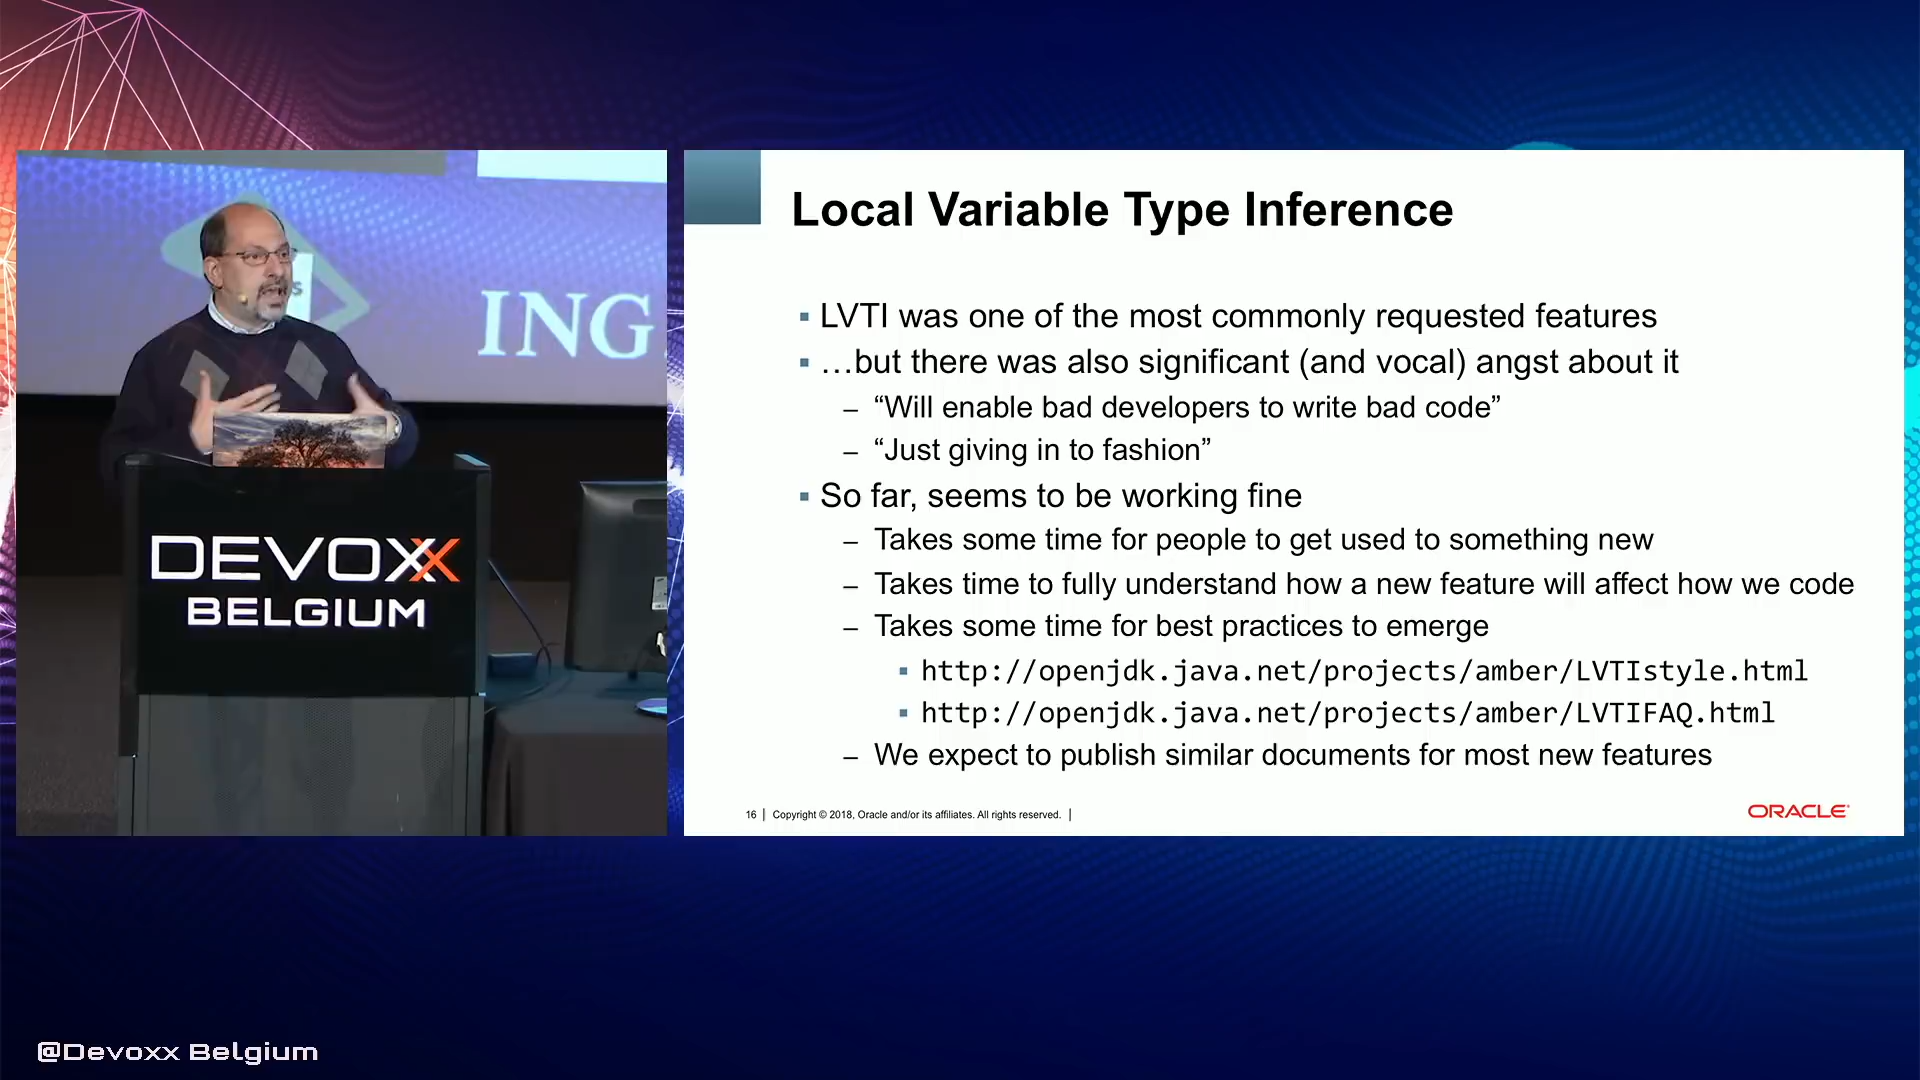 ING
DEVOXX
BELGIUM
Local Variable Type Inference
▪ LVTI was one of the most commonly requested features
▪ …but there was also significant (and vocal) angst about it
– “Will enable bad developers to write bad code”
– “Just giving in to fashion”
▪ So far, seems to be working fine
– Takes some time for people to get used to something new
– Takes time to fully understand how a new feature will affect how we code
– Takes some time for best practices to emerge
▪ http://openjdk.java.net/projects/amber/LVTIstyle.html
▪ http://openjdk.java.net/projects/amber/LVTIFAQ.html
– We expect to publish similar documents for most new features
16 | Copyright © 2018, Oracle and/or its affiliates. All rights reserved. |
ORACLE
@Devoxx Belgium